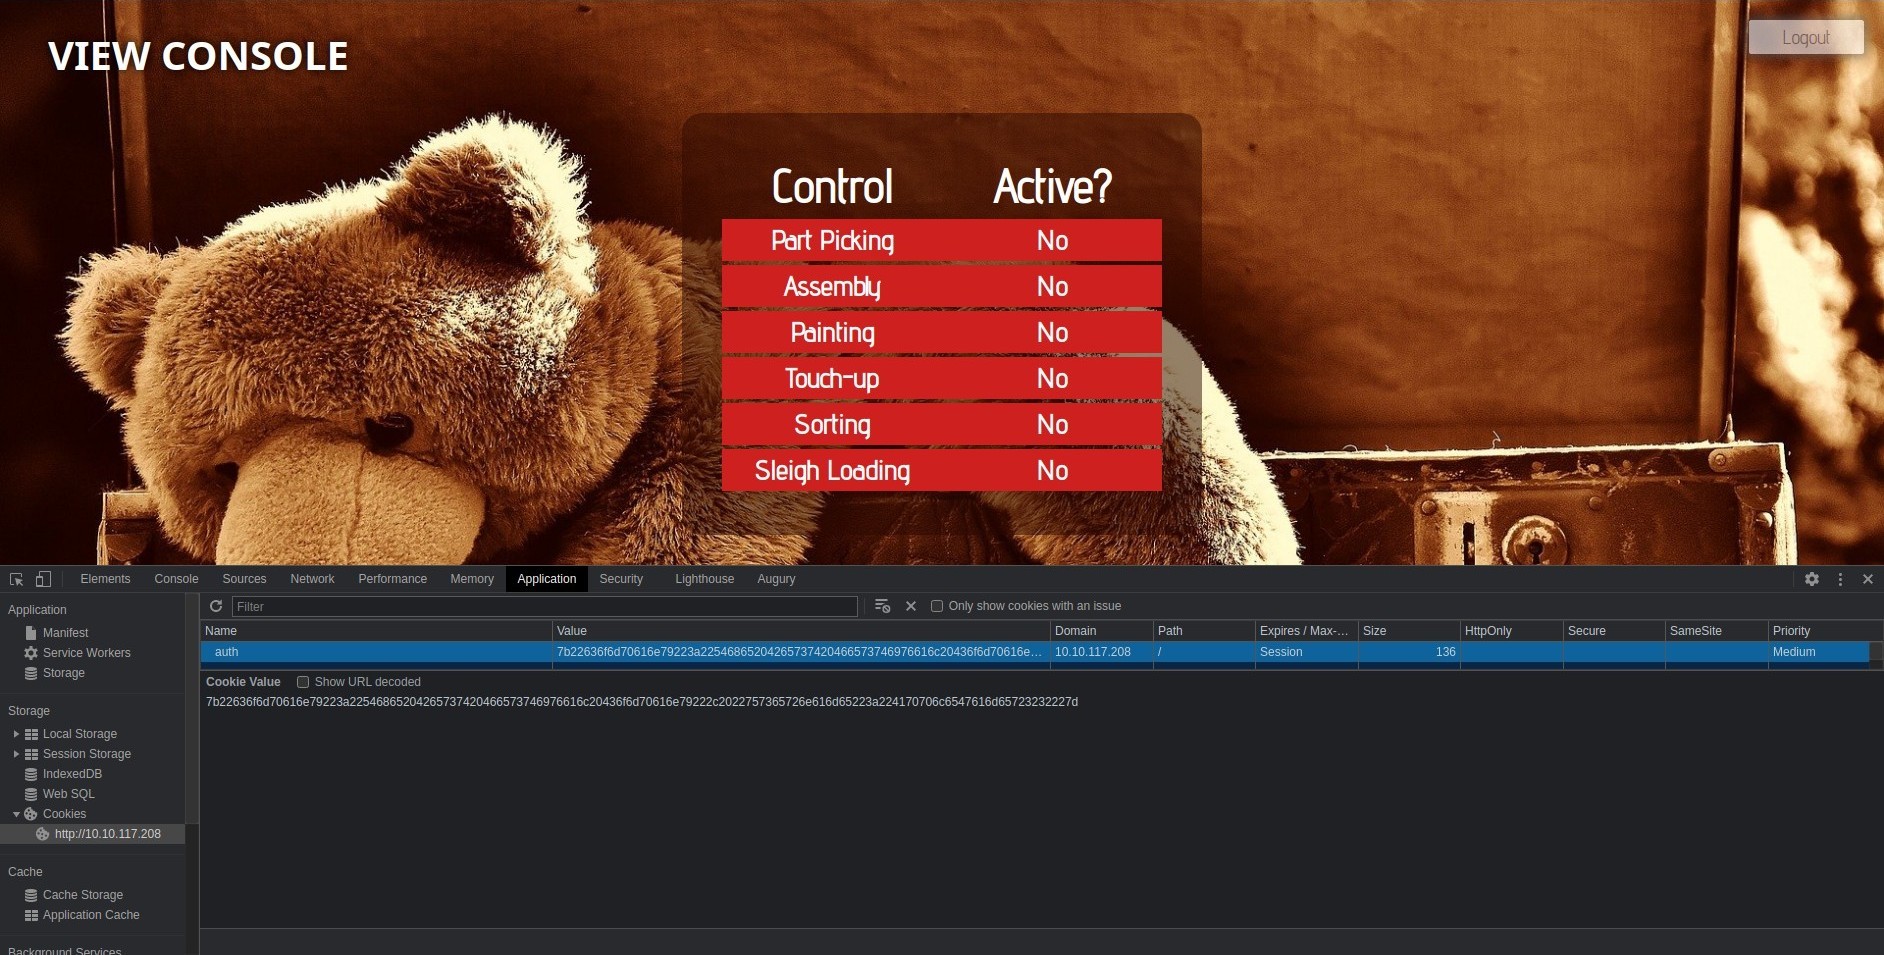 VIEW CONSOLE
Logout
Control Active?
Part Picking No
Assembly No
Painting No
Touch-up No
Sorting No
Sleigh Loading No
Elements Console Sources Network Performance Memory Application Security Lighthouse Augury
Application
Manifest
Service Workers
Storage
Storage
Local Storage
Session Storage
IndexedDB
Web SQL
Cookies
http://10.10.117.208
Cache
Cache Storage
Application Cache
Background Services
Filter Only show cookies with an issue
Name Value Domain Path Expires / Max-... Size HttpOnly Secure SameSite Priority
auth 7b22636f6d70616e79223a22546865204265737420466573746976616c20436f6d70616e... 10.10.117.208 / Session 136 Medium
Cookie Value Show URL decoded
7b22636f6d70616e79223a22546865204265737420466573746976616c20436f6d70616e79222c2022757365726e616d65223a224170706c6547616d65723232227d